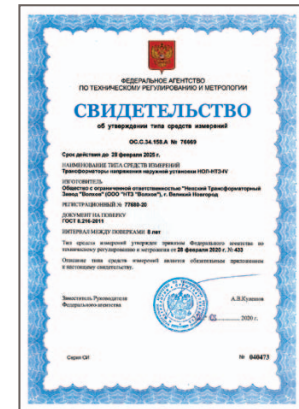 ФЕДЕРАЛЬНОЕ АГЕНТСТВО
ПО ТЕХНИЧЕСКОМУ РЕГУЛИРОВАНИЮ И МЕТРОЛОГИИ
СВИДЕТЕЛЬСТВО
об утверждении типа средств измерений
OC.C.34.158.A № 76669
Срок действия до 28 февраля 2025 г.
НАИМЕНОВАНИЕ ТИПА СРЕДСТВ ИЗМЕРЕНИЙ
Трансформаторы напряжения наружной установки НОЛ-НТЗ-IV
ИЗГОТОВИТЕЛЬ
Общество с ограниченной ответственностью "Невский Трансформаторный
Завод "Волхов" (ООО "НТЗ "Волхов"), г. Великий Новгород
РЕГИСТРАЦИОННЫЙ № 77680-20
ДОКУМЕНТ НА ПОВЕРКУ
ГОСТ 8.216-2011
ИНТЕРВАЛ МЕЖДУ ПОВЕРКАМИ 8 лет
Тип средств измерений утвержден приказом Федерального агентства по
техническому регулированию и метрологии от 28 февраля 2020 г. № 433
Описание типа средств измерений является обязательным приложением
к настоящему свидетельству.
Заместитель Руководителя
Федерального агентства
А.В.Кулешов
2020 г.
Серия СИ
№ 040473